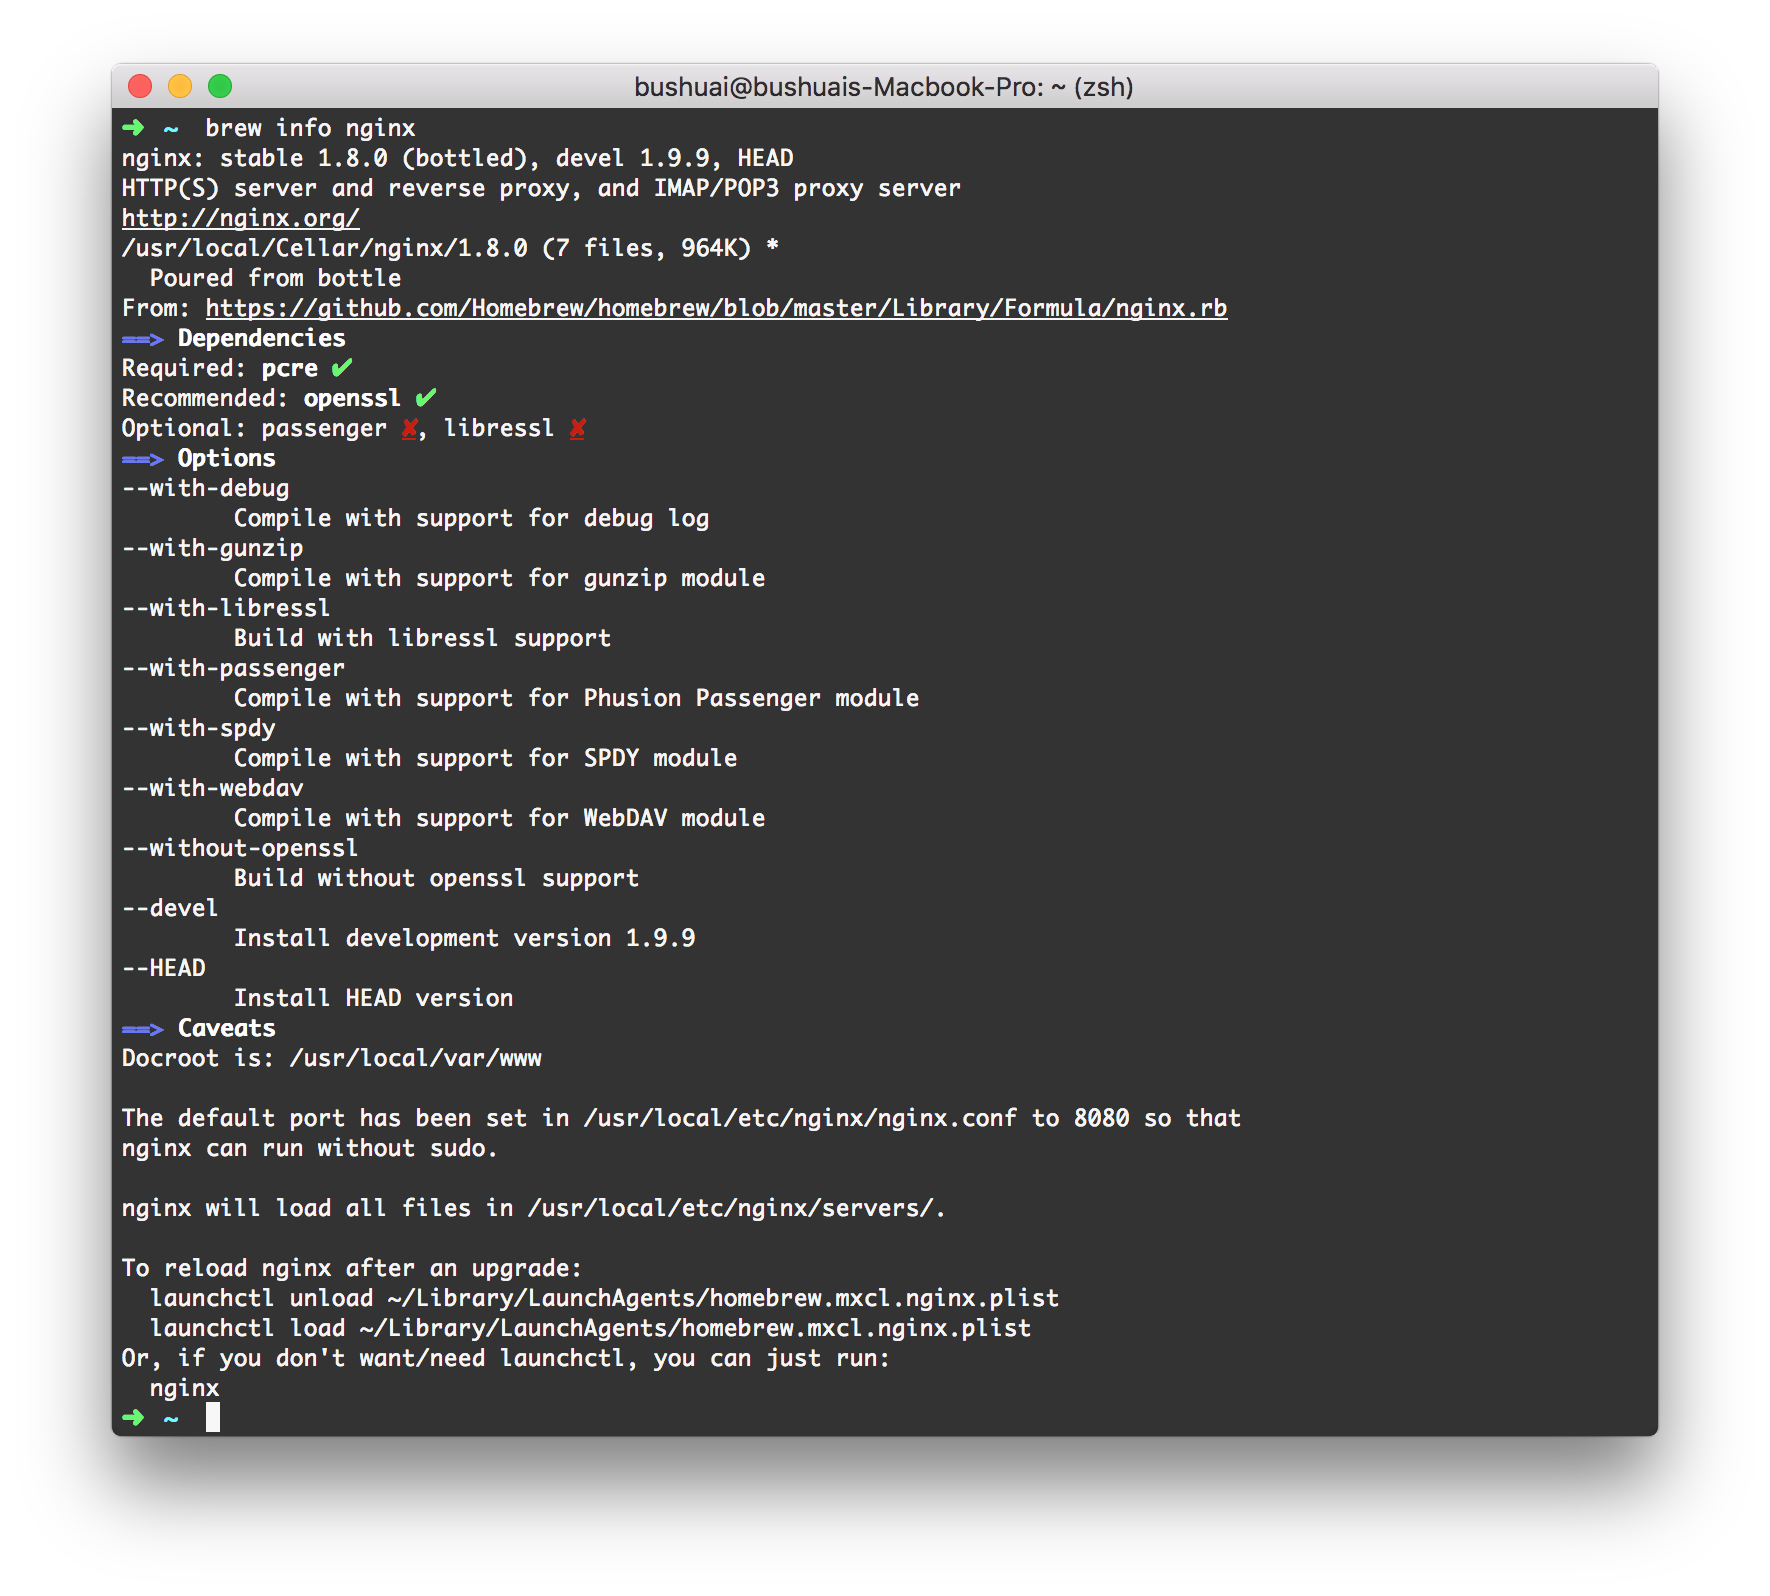 bushuai@bushuais-Macbook-Pro: ~ (zsh)
➜ ~ brew info nginx
nginx: stable 1.8.0 (bottled), devel 1.9.9, HEAD
HTTP(S) server and reverse proxy, and IMAP/POP3 proxy server
http://nginx.org/
/usr/local/Cellar/nginx/1.8.0 (7 files, 964K) *
  Poured from bottle
From: https://github.com/Homebrew/homebrew/blob/master/Library/Formula/nginx.rb
==> Dependencies
Required: pcre ✔
Recommended: openssl ✔
Optional: passenger ✘, libressl ✘
==> Options
--with-debug
        Compile with support for debug log
--with-gunzip
        Compile with support for gunzip module
--with-libressl
        Build with libressl support
--with-passenger
        Compile with support for Phusion Passenger module
--with-spdy
        Compile with support for SPDY module
--with-webdav
        Compile with support for WebDAV module
--without-openssl
        Build without openssl support
--devel
        Install development version 1.9.9
--HEAD
        Install HEAD version
==> Caveats
Docroot is: /usr/local/var/www

The default port has been set in /usr/local/etc/nginx/nginx.conf to 8080 so that
nginx can run without sudo.

nginx will load all files in /usr/local/etc/nginx/servers/.

To reload nginx after an upgrade:
  launchctl unload ~/Library/LaunchAgents/homebrew.mxcl.nginx.plist
  launchctl load ~/Library/LaunchAgents/homebrew.mxcl.nginx.plist
Or, if you don't want/need launchctl, you can just run:
  nginx
➜ ~